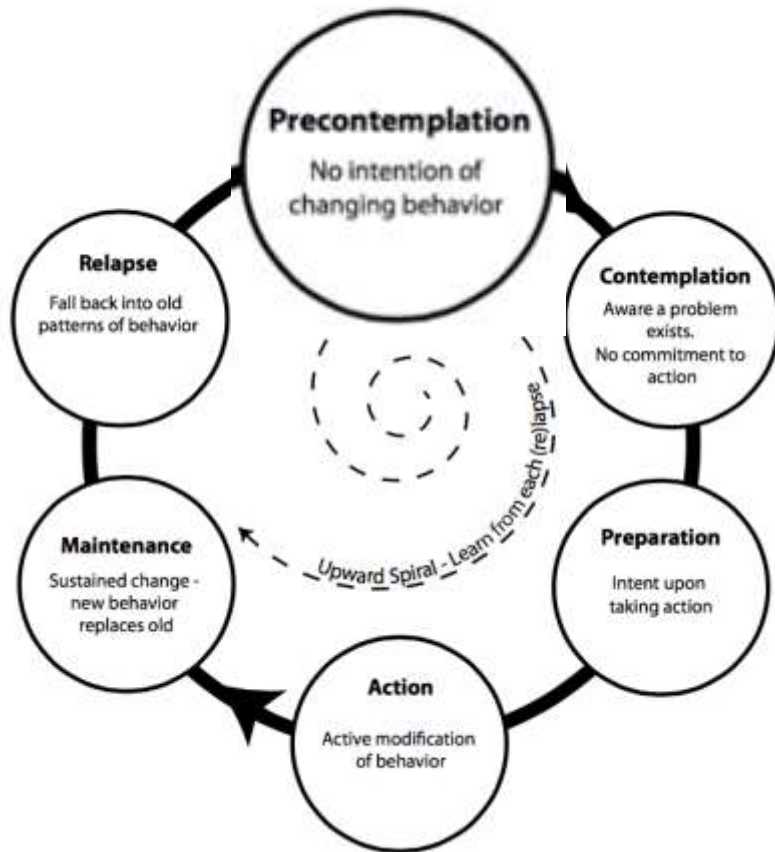 Precontemplation
No intention of
changing behavior
Contemplation
Aware a problem
exists.
No commitment to
action
Preparation
Intent upon
taking action
Action
Active modification
of behavior
Maintenance
Sustained change -
new behavior
replaces old
Relapse
Fall back into old
patterns of behavior
Upward Spiral - Learn from each (re)lapse